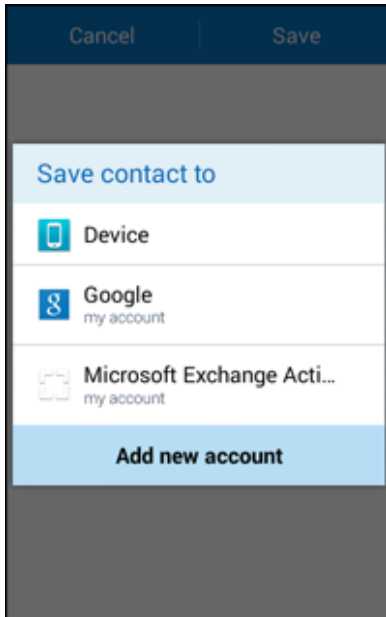 Cancel Save
Save contact to
Device
Google
my account
Microsoft Exchange Acti...
my account
Add new account